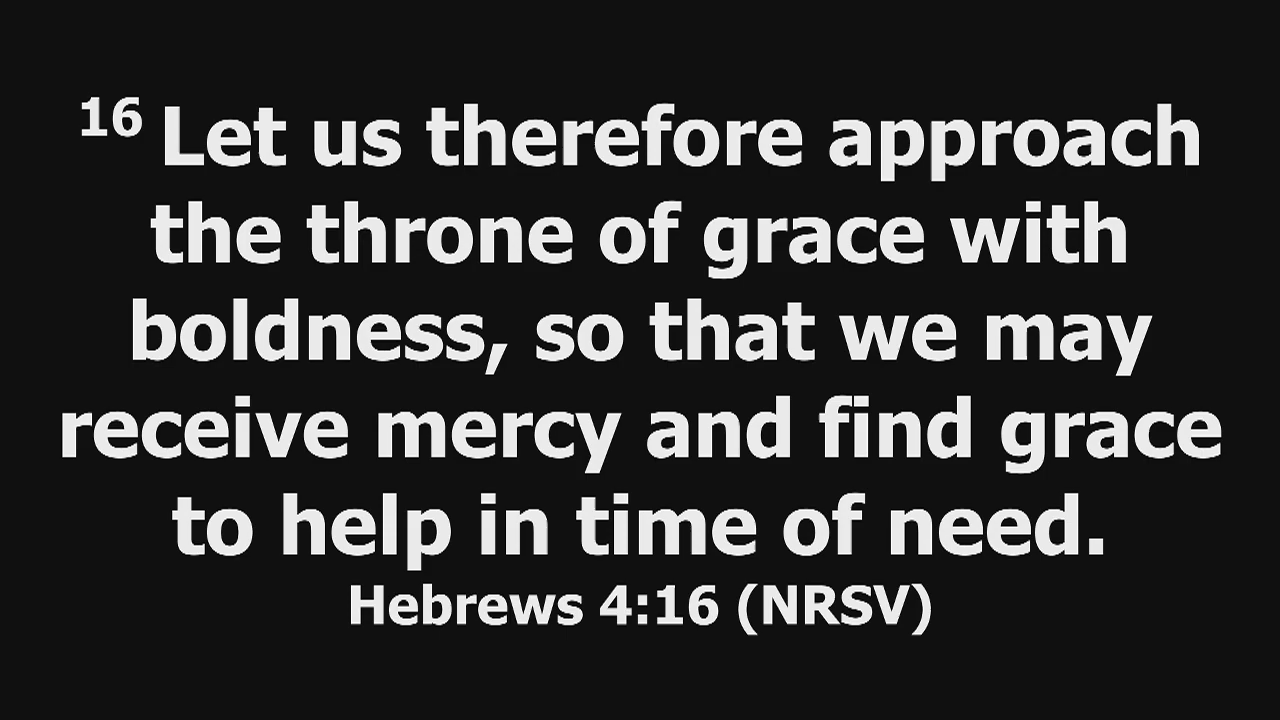 16 Let us therefore approach
the throne of grace with
boldness, so that we may
receive mercy and find grace
to help in time of need.
Hebrews 4:16 (NRSV)